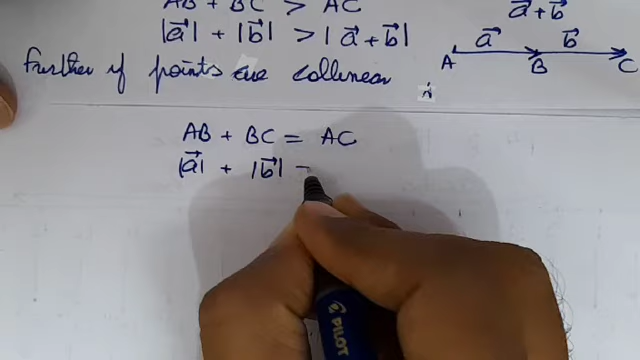 AB + BC > AC
|a⃗| + |b⃗| > |a⃗ + b⃗|
a⃗ + b⃗
a⃗ b⃗
A B C
Further if points are collinear
AB + BC = AC
|a⃗| + |b⃗| =
PILOT